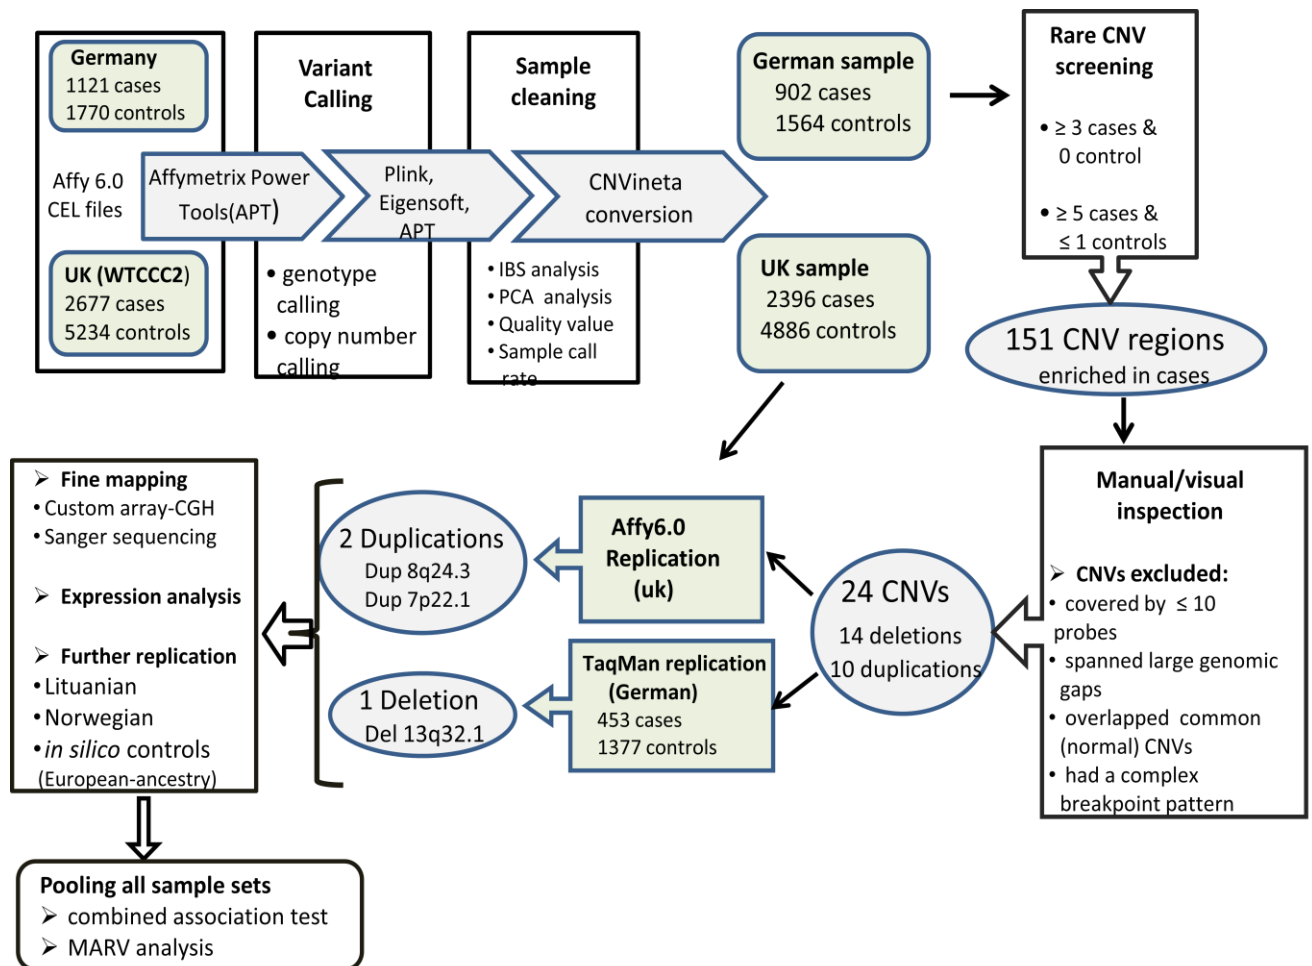 Germany
1121 cases
1770 controls
Affy 6.0
CEL files
UK (WTCCC2)
2677 cases
5234 controls
Affymetrix Power
Tools(APT)
Variant
Calling
Plink,
Eigensoft,
APT
• genotype
calling
• copy number
calling
Sample
cleaning
CNVineta
conversion
• IBS analysis
• PCA analysis
• Quality value
• Sample call
rate
German sample
902 cases
1564 controls
UK sample
2396 cases
4886 controls
Rare CNV
screening
• ≥ 3 cases &
0 control
• ≥ 5 cases &
≤ 1 controls
151 CNV regions
enriched in cases
Manual/visual
inspection
➢ CNVs excluded:
• covered by ≤ 10
probes
• spanned large genomic
gaps
• overlapped common
(normal) CNVs
• had a complex
breakpoint pattern
24 CNVs
14 deletions
10 duplications
Affy6.0
Replication
(uk)
TaqMan replication
(German)
453 cases
1377 controls
2 Duplications
Dup 8q24.3
Dup 7p22.1
1 Deletion
Del 13q32.1
➢ Fine mapping
• Custom array-CGH
• Sanger sequencing
➢ Expression analysis
➢ Further replication
• Lituanian
• Norwegian
• in silico controls
(European-ancestry)
Pooling all sample sets
➢ combined association test
➢ MARV analysis